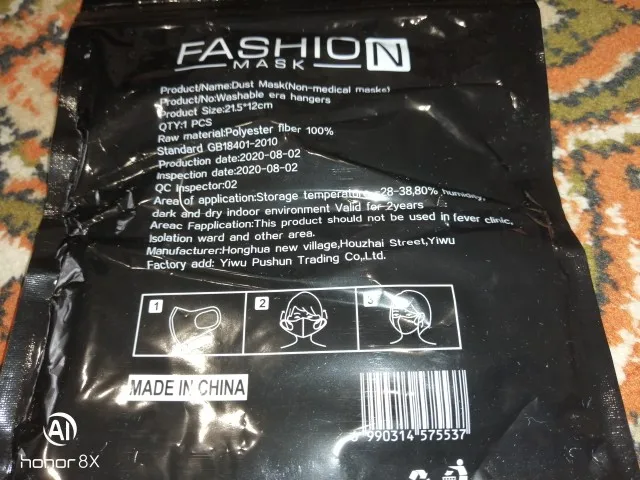 FASHION
MASK
Product/Name:Dust Mask(Non-medical masks)
Product/No:Washable era hangers
Product Size:21.5*12cm
QTY:1 PCS
Raw material:Polyester fiber 100%
Standard GB18401-2010
Production date:2020-08-02
Inspection date:2020-08-02
QC Inspector:02
Area of application:Storage temperature -28-38,80% humidity,
dark and dry indoor environment Valid for 2years
Areac Fapplication:This product should not be used in fever clinic,
Isolation ward and other area.
Manufacturer:Honghua new village,Houzhai Street,Yiwu
Factory add: Yiwu Pushun Trading Co,.Ltd.
1
2
3
MADE IN CHINA
990314 575537
AI
honor 8X